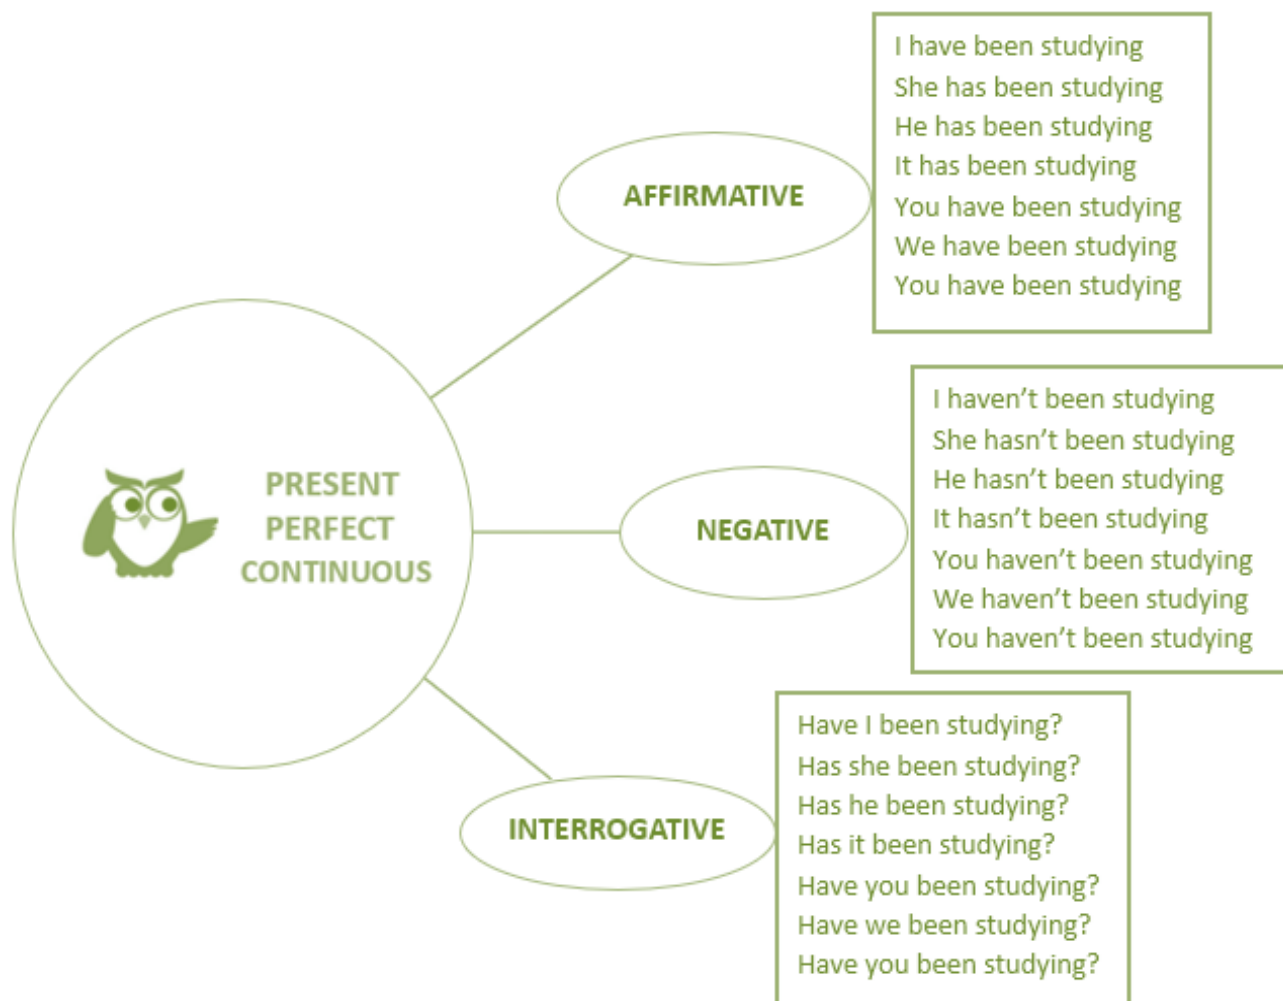 PRESENT
PERFECT
CONTINUOUS
AFFIRMATIVE
I have been studying
She has been studying
He has been studying
It has been studying
You have been studying
We have been studying
You have been studying
NEGATIVE
I haven’t been studying
She hasn’t been studying
He hasn’t been studying
It hasn’t been studying
You haven’t been studying
We haven’t been studying
You haven’t been studying
INTERROGATIVE
Have I been studying?
Has she been studying?
Has he been studying?
Has it been studying?
Have you been studying?
Have we been studying?
Have you been studying?